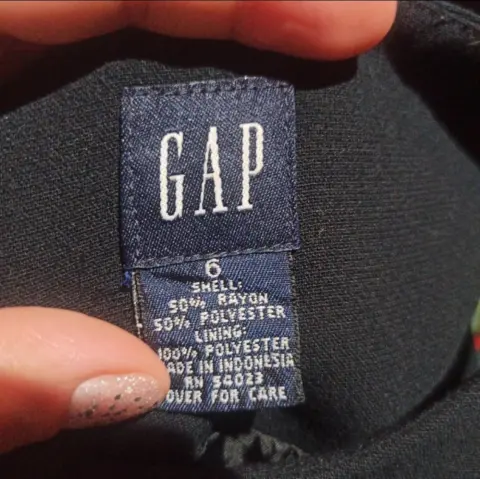 GAP
6
SHELL:
50% RAYON
50% POLYESTER
LINING:
100% POLYESTER
ADE IN INDONESIA
RN 54023
OVER FOR CARE